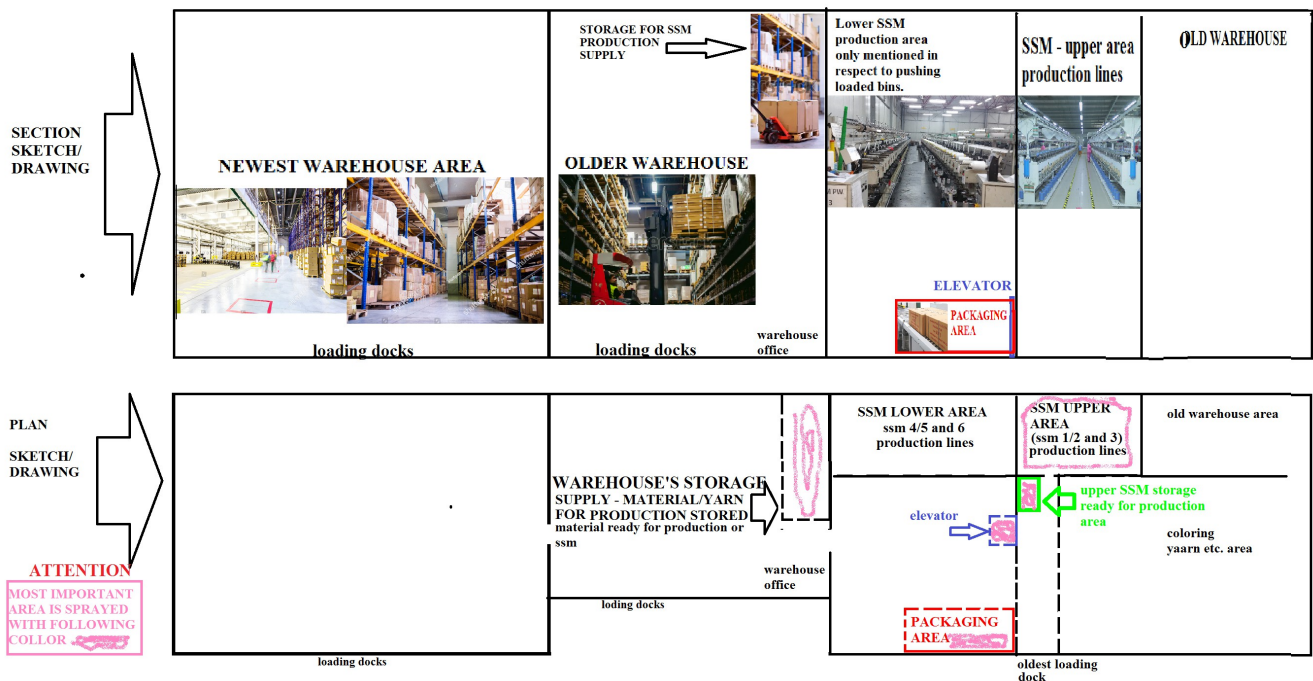 SECTION
SKETCH/
DRAWING
NEWEST WAREHOUSE AREA
loading docks
STORAGE FOR SSM
PRODUCTION
SUPPLY
OLDER WAREHOUSE
loading docks
warehouse
office
Lower SSM
production area
only mentioned in
respect to pushing
loaded bins.
ELEVATOR
PACKAGING
AREA
SSM - upper area
production lines
OLD WAREHOUSE
PLAN
SKETCH/
DRAWING
ATTENTION
MOST IMPORTANT
AREA IS SPRAYED
WITH FOLLOWING
COLLOR
loading docks
WAREHOUSE'S STORAGE
SUPPLY - MATERIAL/YARN
FOR PRODUCTION STORED
material ready for production or
ssm
warehouse
office
loding docks
SSM LOWER AREA
ssm 4/5 and 6
production lines
SSM UPPER
AREA
(ssm 1/2 and 3)
production lines
old warehouse area
elevator
upper SSM storage
ready for production
area
coloring
yaarn etc. area
PACKAGING
AREA
oldest loading
dock